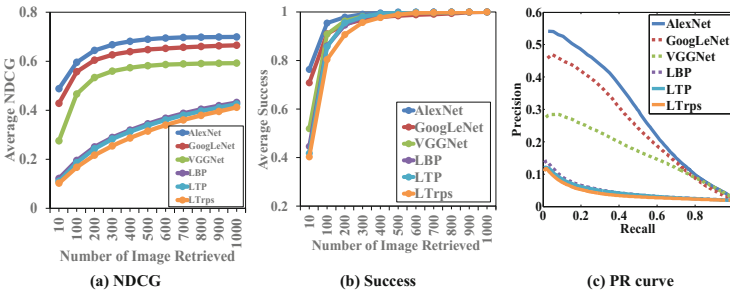 0.8
0.6
0.4
0.2
0
Average NDCG
10
100
200
300
400
500
600
700
800
900
1000
Number of Image Retrieved
AlexNet
GoogLeNet
VGGNet
LBP
LTP
LTrps
(a) NDCG
1
0.8
0.6
0.4
0.2
Average Success
10
100
200
300
400
500
600
700
800
900
1000
Number of Image Retrieved
AlexNet
GoogLeNet
VGGNet
LBP
LTP
LTrps
(b) Success
0.6
0.5
0.4
0.3
0.2
0.1
0
Precision
0
0.2
0.4
0.6
0.8
Recall
AlexNet
GoogLeNet
VGGNet
LBP
LTP
LTrps
(c) PR curve